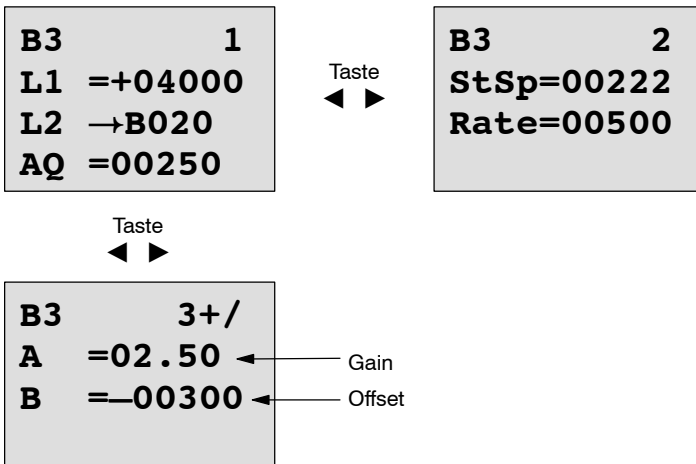 B3 1
L1 =+04000
L2 →B020
AQ =00250
Taste
◄ ►
B3 2
StSp=00222
Rate=00500
Taste
◄ ►
B3 3+/
A =02.50
B =–00300
Gain
Offset